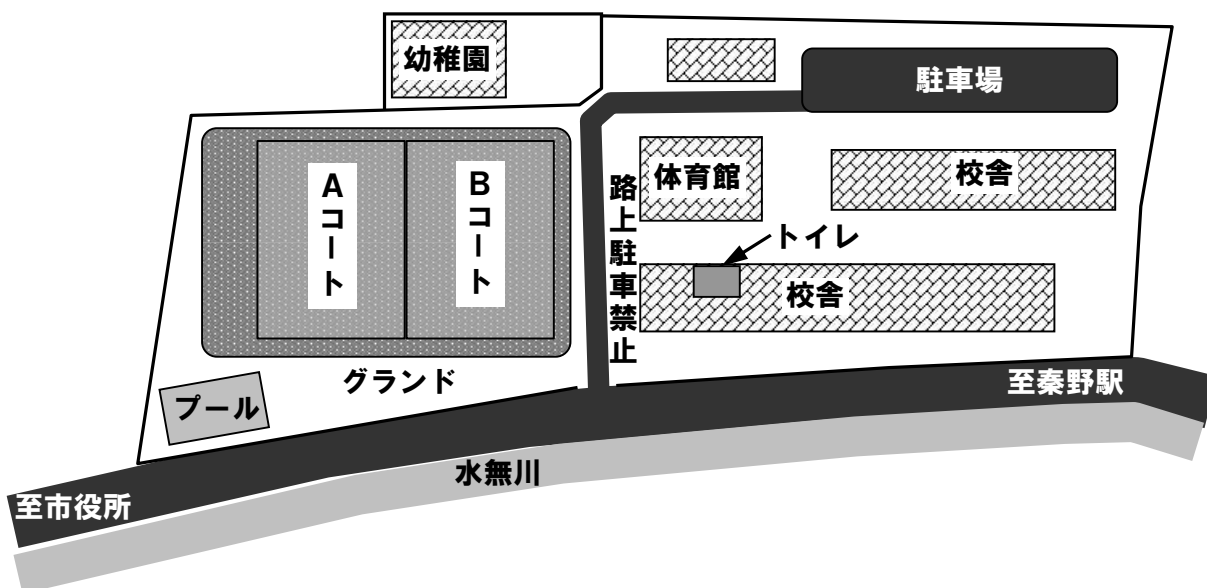 幼稚園
駐車場
体育館
校舎
Aコート
Bコート
路上駐車禁止
トイレ
校舎
グランド
プール
至秦野駅
水無川
至市役所